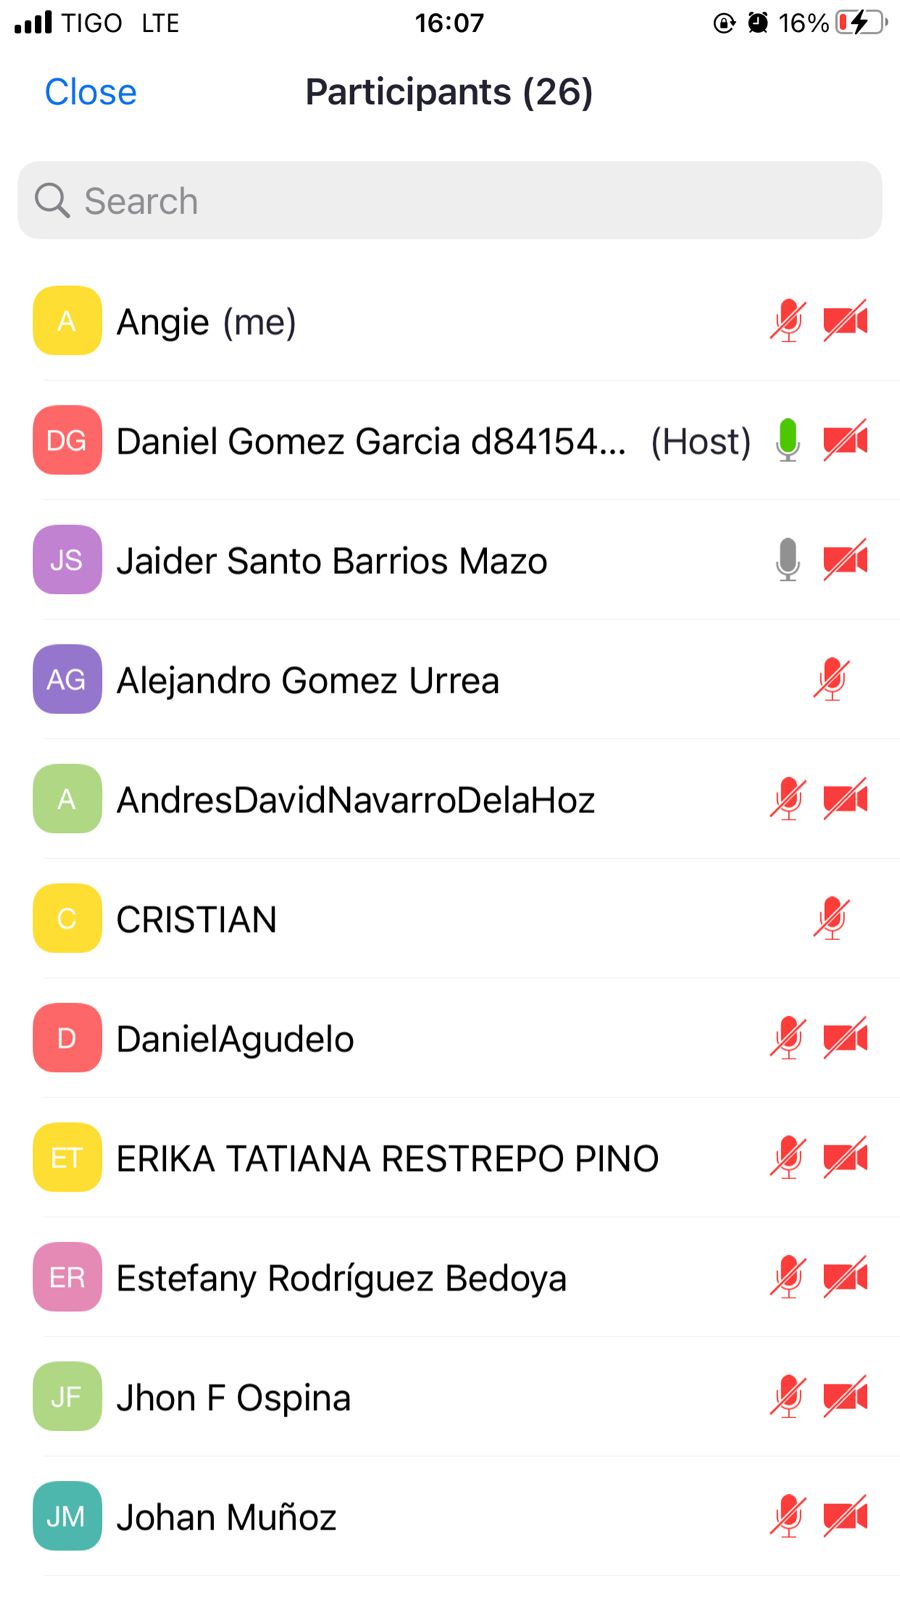 TIGO LTE 16:07 16%
Close Participants (26)
Search
A Angie (me)
DG Daniel Gomez Garcia d84154... (Host)
JS Jaider Santo Barrios Mazo
AG Alejandro Gomez Urrea
A AndresDavidNavarroDelaHoz
C CRISTIAN
D DanielAgudelo
ET ERIKA TATIANA RESTREPO PINO
ER Estefany Rodríguez Bedoya
JF Jhon F Ospina
JM Johan Muñoz